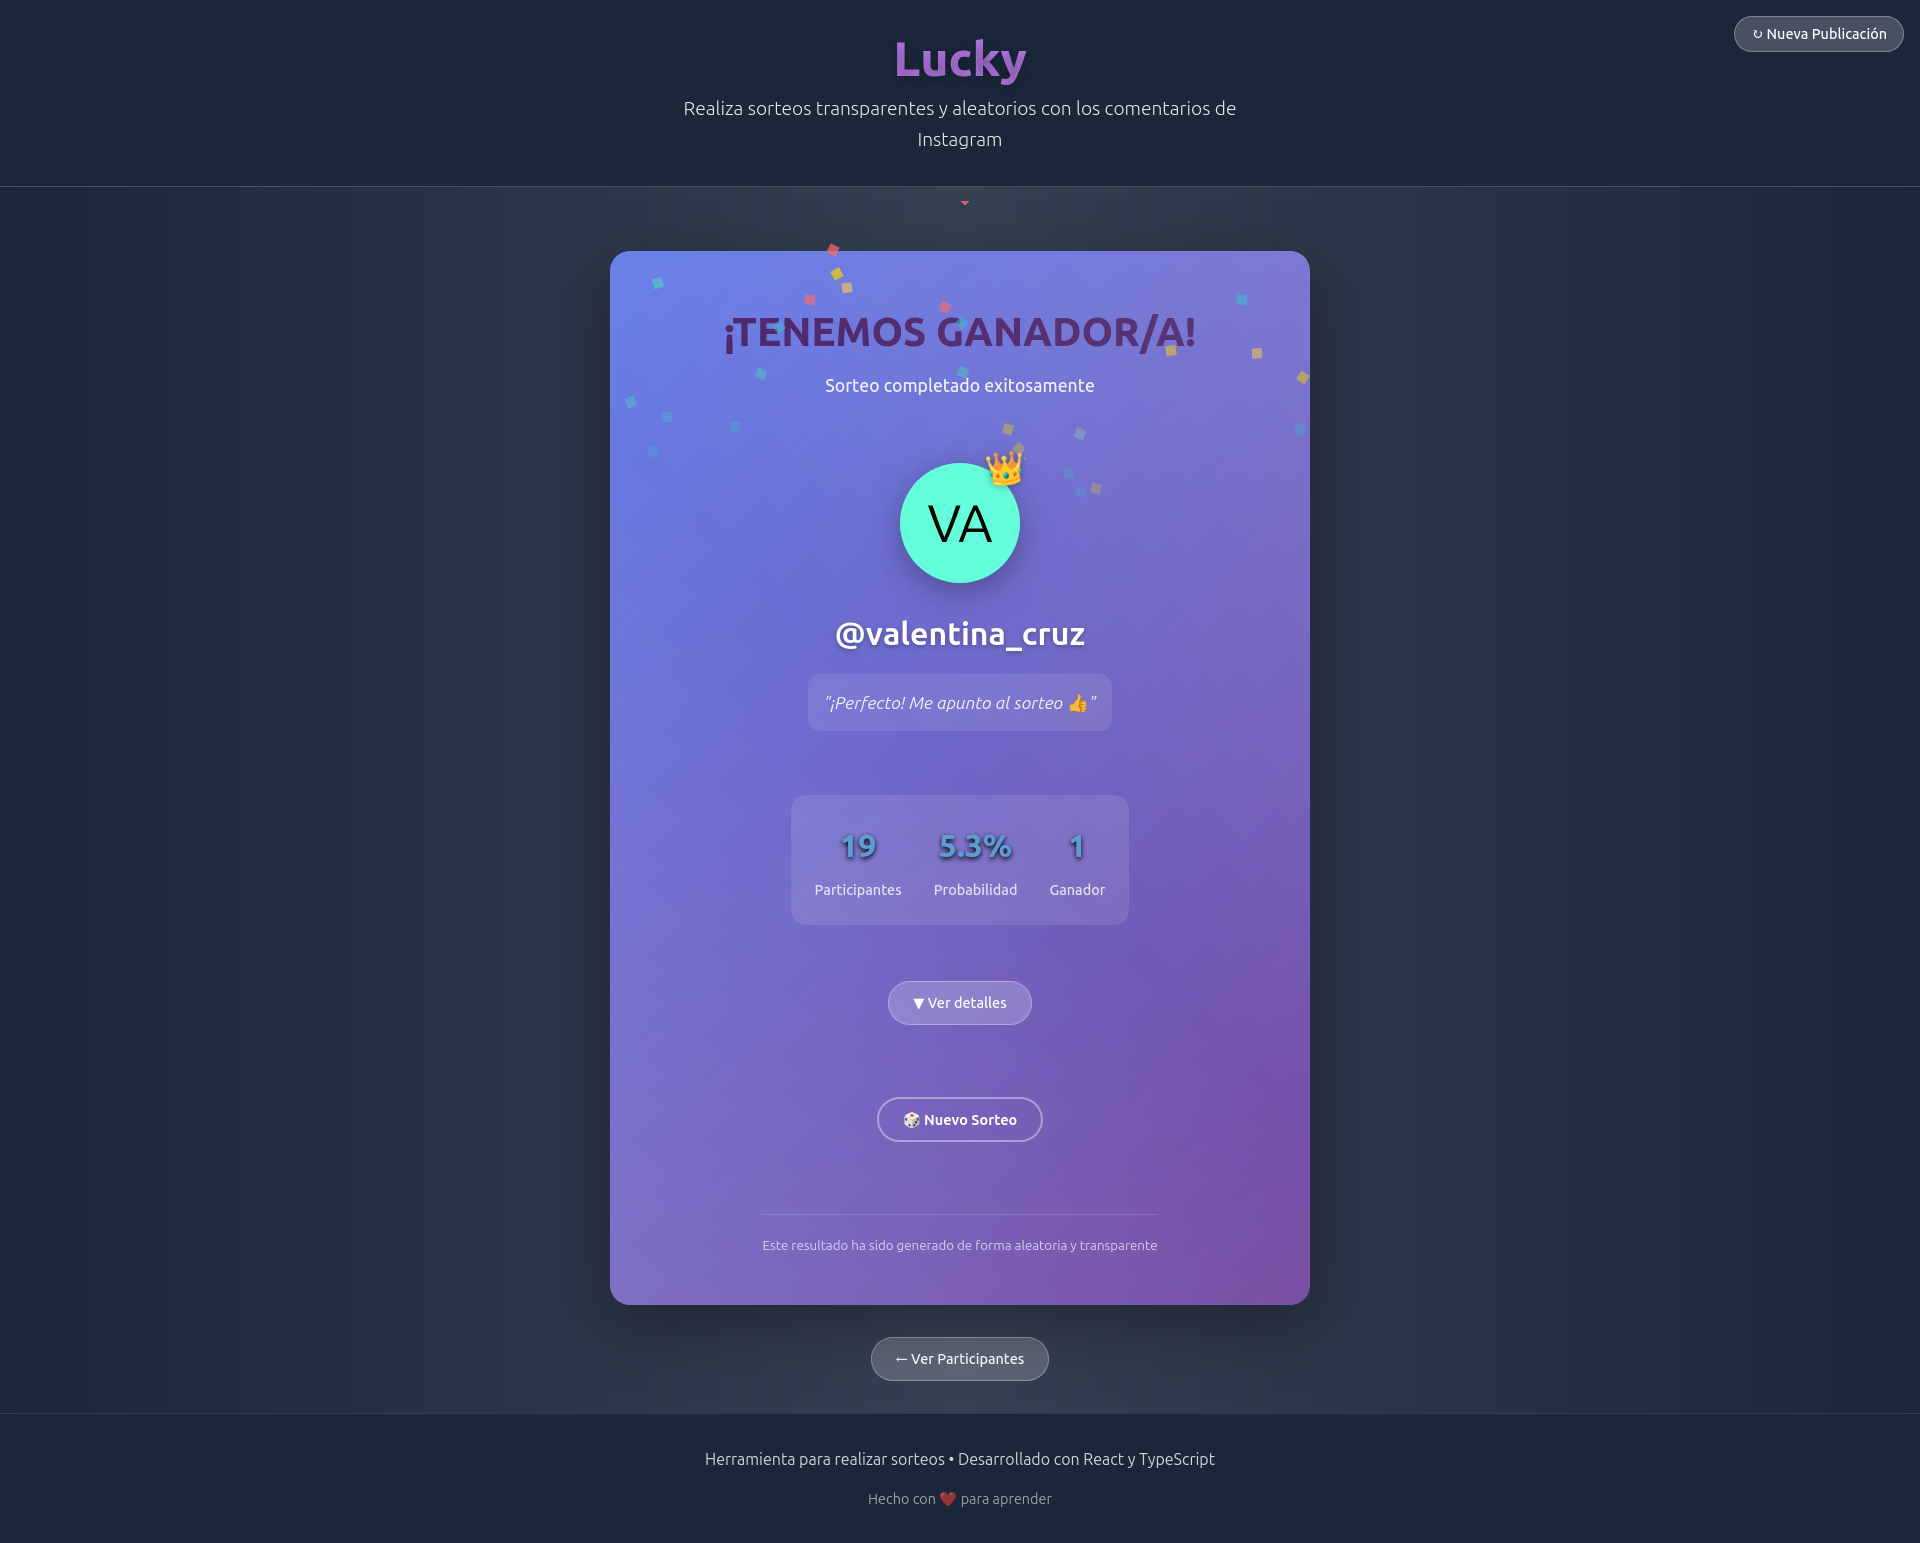 ↻ Nueva Publicación
Lucky
Realiza sorteos transparentes y aleatorios con los comentarios de
Instagram
¡TENEMOS GANADOR/A!
Sorteo completado exitosamente
👑
VA
@valentina_cruz
"¡Perfecto! Me apunto al sorteo 👍"
19 5.3% 1
Participantes Probabilidad Ganador
▼ Ver detalles
🎲 Nuevo Sorteo
Este resultado ha sido generado de forma aleatoria y transparente
← Ver Participantes
Herramienta para realizar sorteos • Desarrollado con React y TypeScript
Hecho con ❤️ para aprender